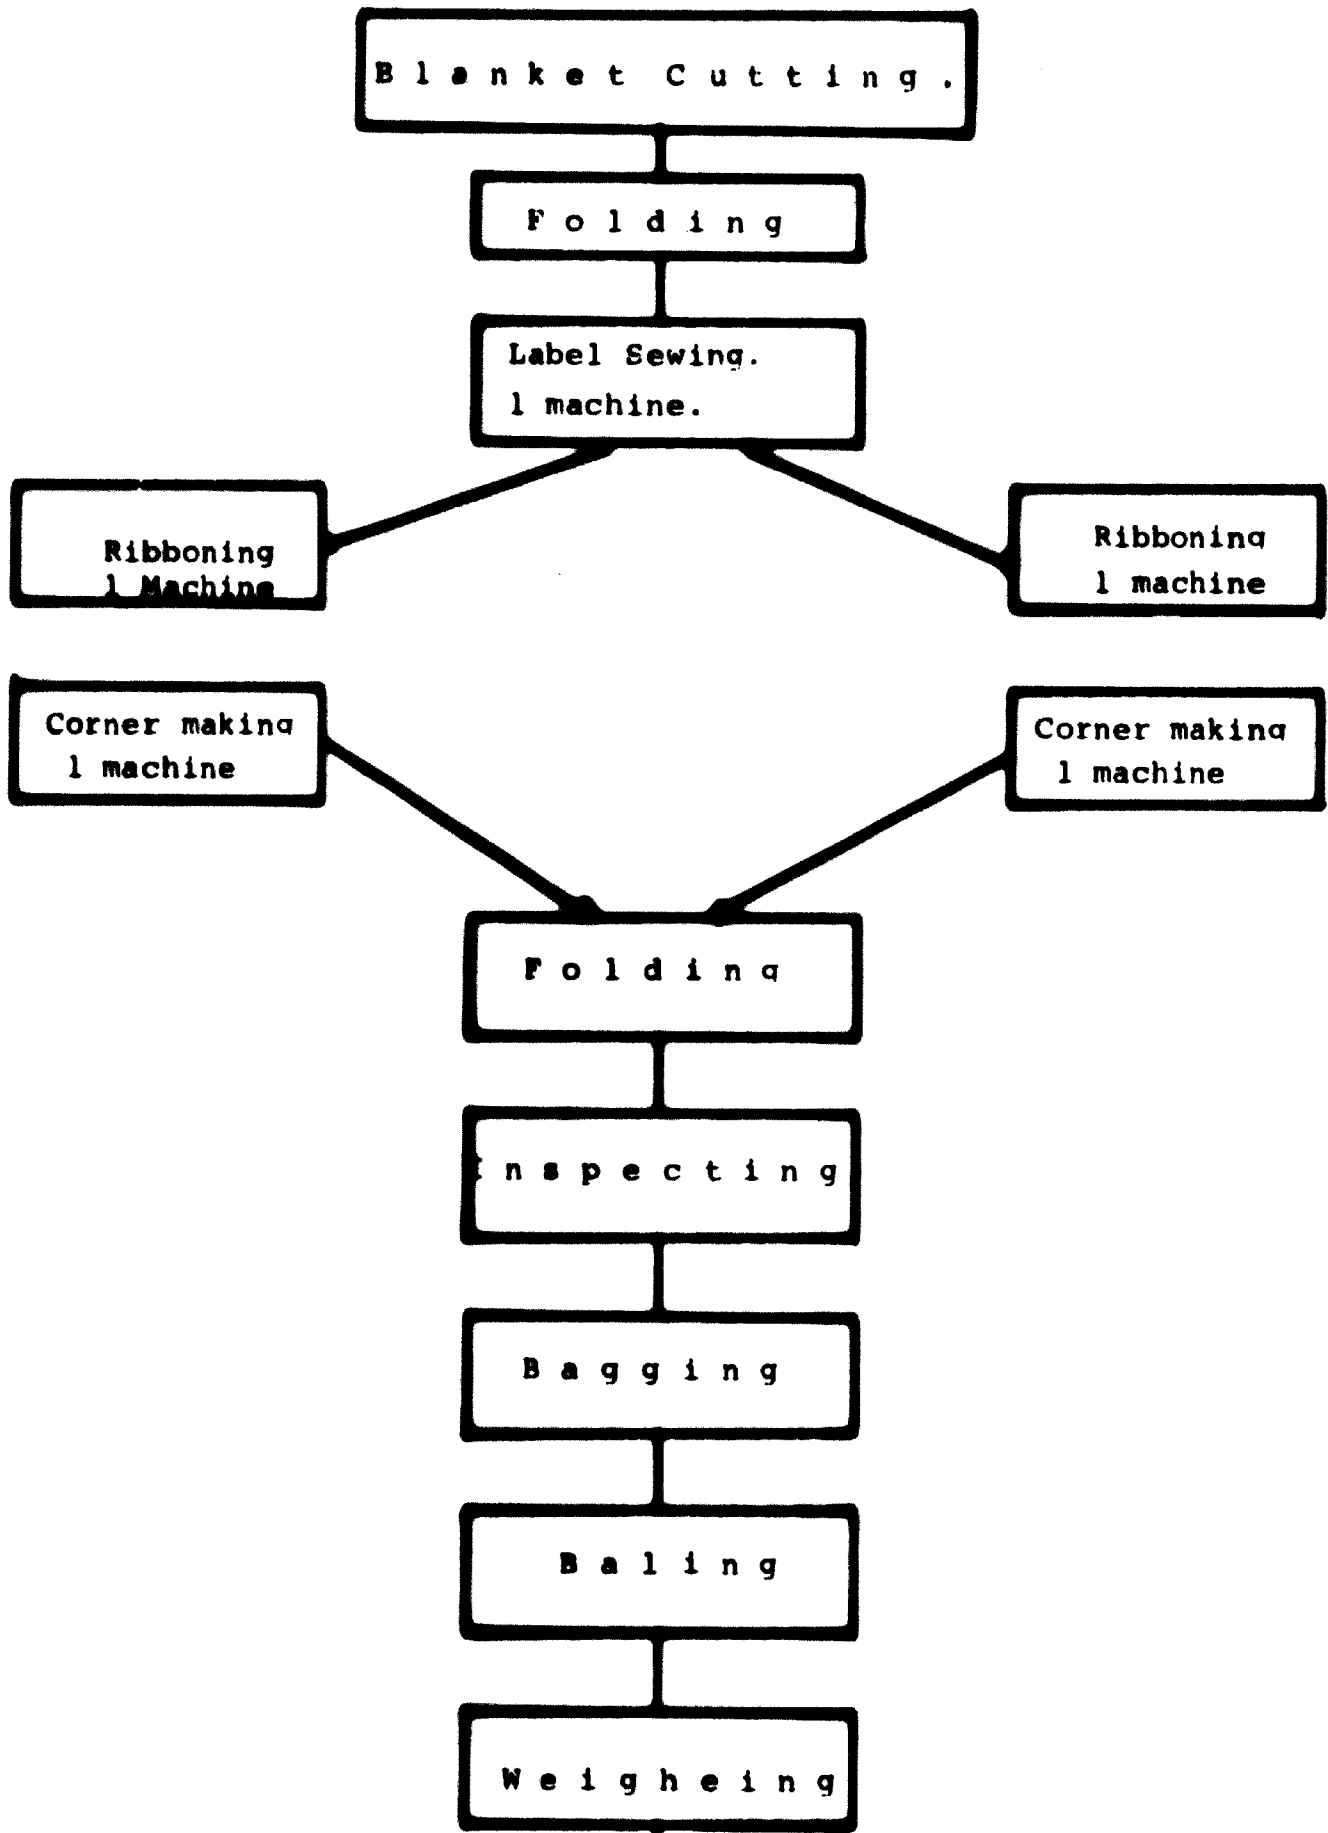 Blanket Cutting.
Folding
Label Sewing.
1 machine.
Ribboning
1 Machine
Ribboning
1 machine
Corner making
1 machine
Corner making
1 machine
Folding
Inspecting
Bagging
Baling
Weigheing